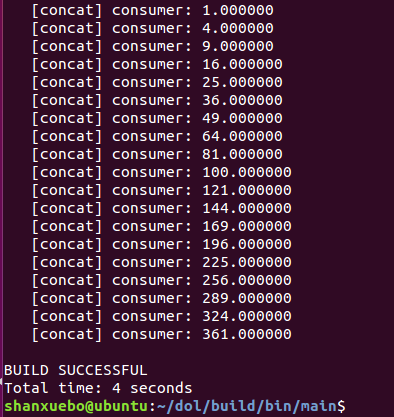 [concat] consumer: 1.000000
[concat] consumer: 4.000000
[concat] consumer: 9.000000
[concat] consumer: 16.000000
[concat] consumer: 25.000000
[concat] consumer: 36.000000
[concat] consumer: 49.000000
[concat] consumer: 64.000000
[concat] consumer: 81.000000
[concat] consumer: 100.000000
[concat] consumer: 121.000000
[concat] consumer: 144.000000
[concat] consumer: 169.000000
[concat] consumer: 196.000000
[concat] consumer: 225.000000
[concat] consumer: 256.000000
[concat] consumer: 289.000000
[concat] consumer: 324.000000
[concat] consumer: 361.000000
BUILD SUCCESSFUL
Total time: 4 seconds
shanxuebo@ubuntu:~/dol/build/bin/main$